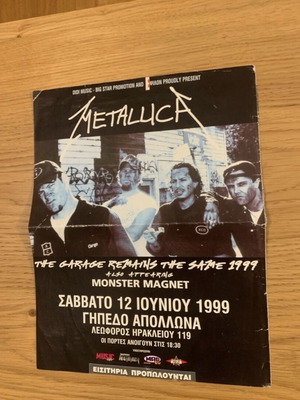 DIDI MUSIC - BIG STAR PROMOTION AND ΑΨΙΛΟΝ PROUDLY PRESENT
METALLICA
THE GARAGE REMAINS THE SAME 1999
ALSO APPEARING
MONSTER MAGNET
ΣΑΒΒΑΤΟ 12 ΙΟΥΝΙΟΥ 1999
ΓΗΠΕΔΟ ΑΠΟΛΛΩΝΑ
ΛΕΩΦΟΡΟΣ ΗΡΑΚΛΕΙΟΥ 119
ΟΙ ΠΟΡΤΕΣ ΑΝΟΙΓΟΥΝ ΣΤΙΣ 18:30
ΕΙΣΙΤΗΡΙΑ ΠΡΟΠΩΛΟΥΝΤΑΙ